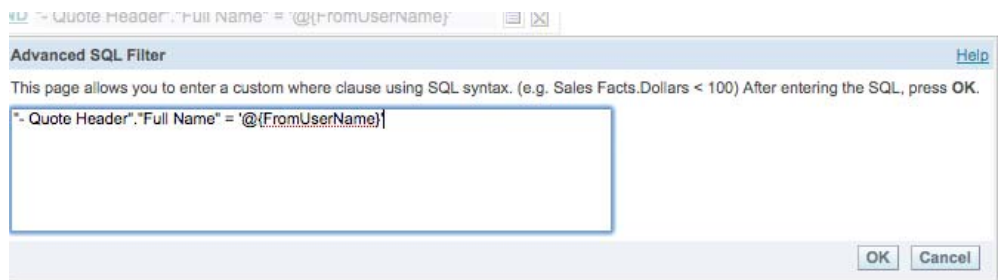 AND "- Quote Header"."Full Name" = '@{FromUserName}'
Advanced SQL Filter Help
This page allows you to enter a custom where clause using SQL syntax. (e.g. Sales Facts.Dollars < 100) After entering the SQL, press OK.
"- Quote Header"."Full Name" = '@{FromUserName}'
OK Cancel